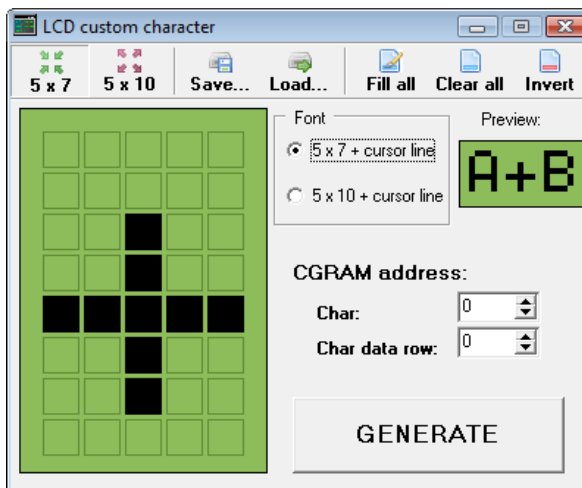 LCD custom character
5 x 7 5 x 10 Save... Load... Fill all Clear all Invert
Font
5 x 7 + cursor line
5 x 10 + cursor line
Preview:
A+B
CGRAM address:
Char: 0
Char data row: 0
GENERATE